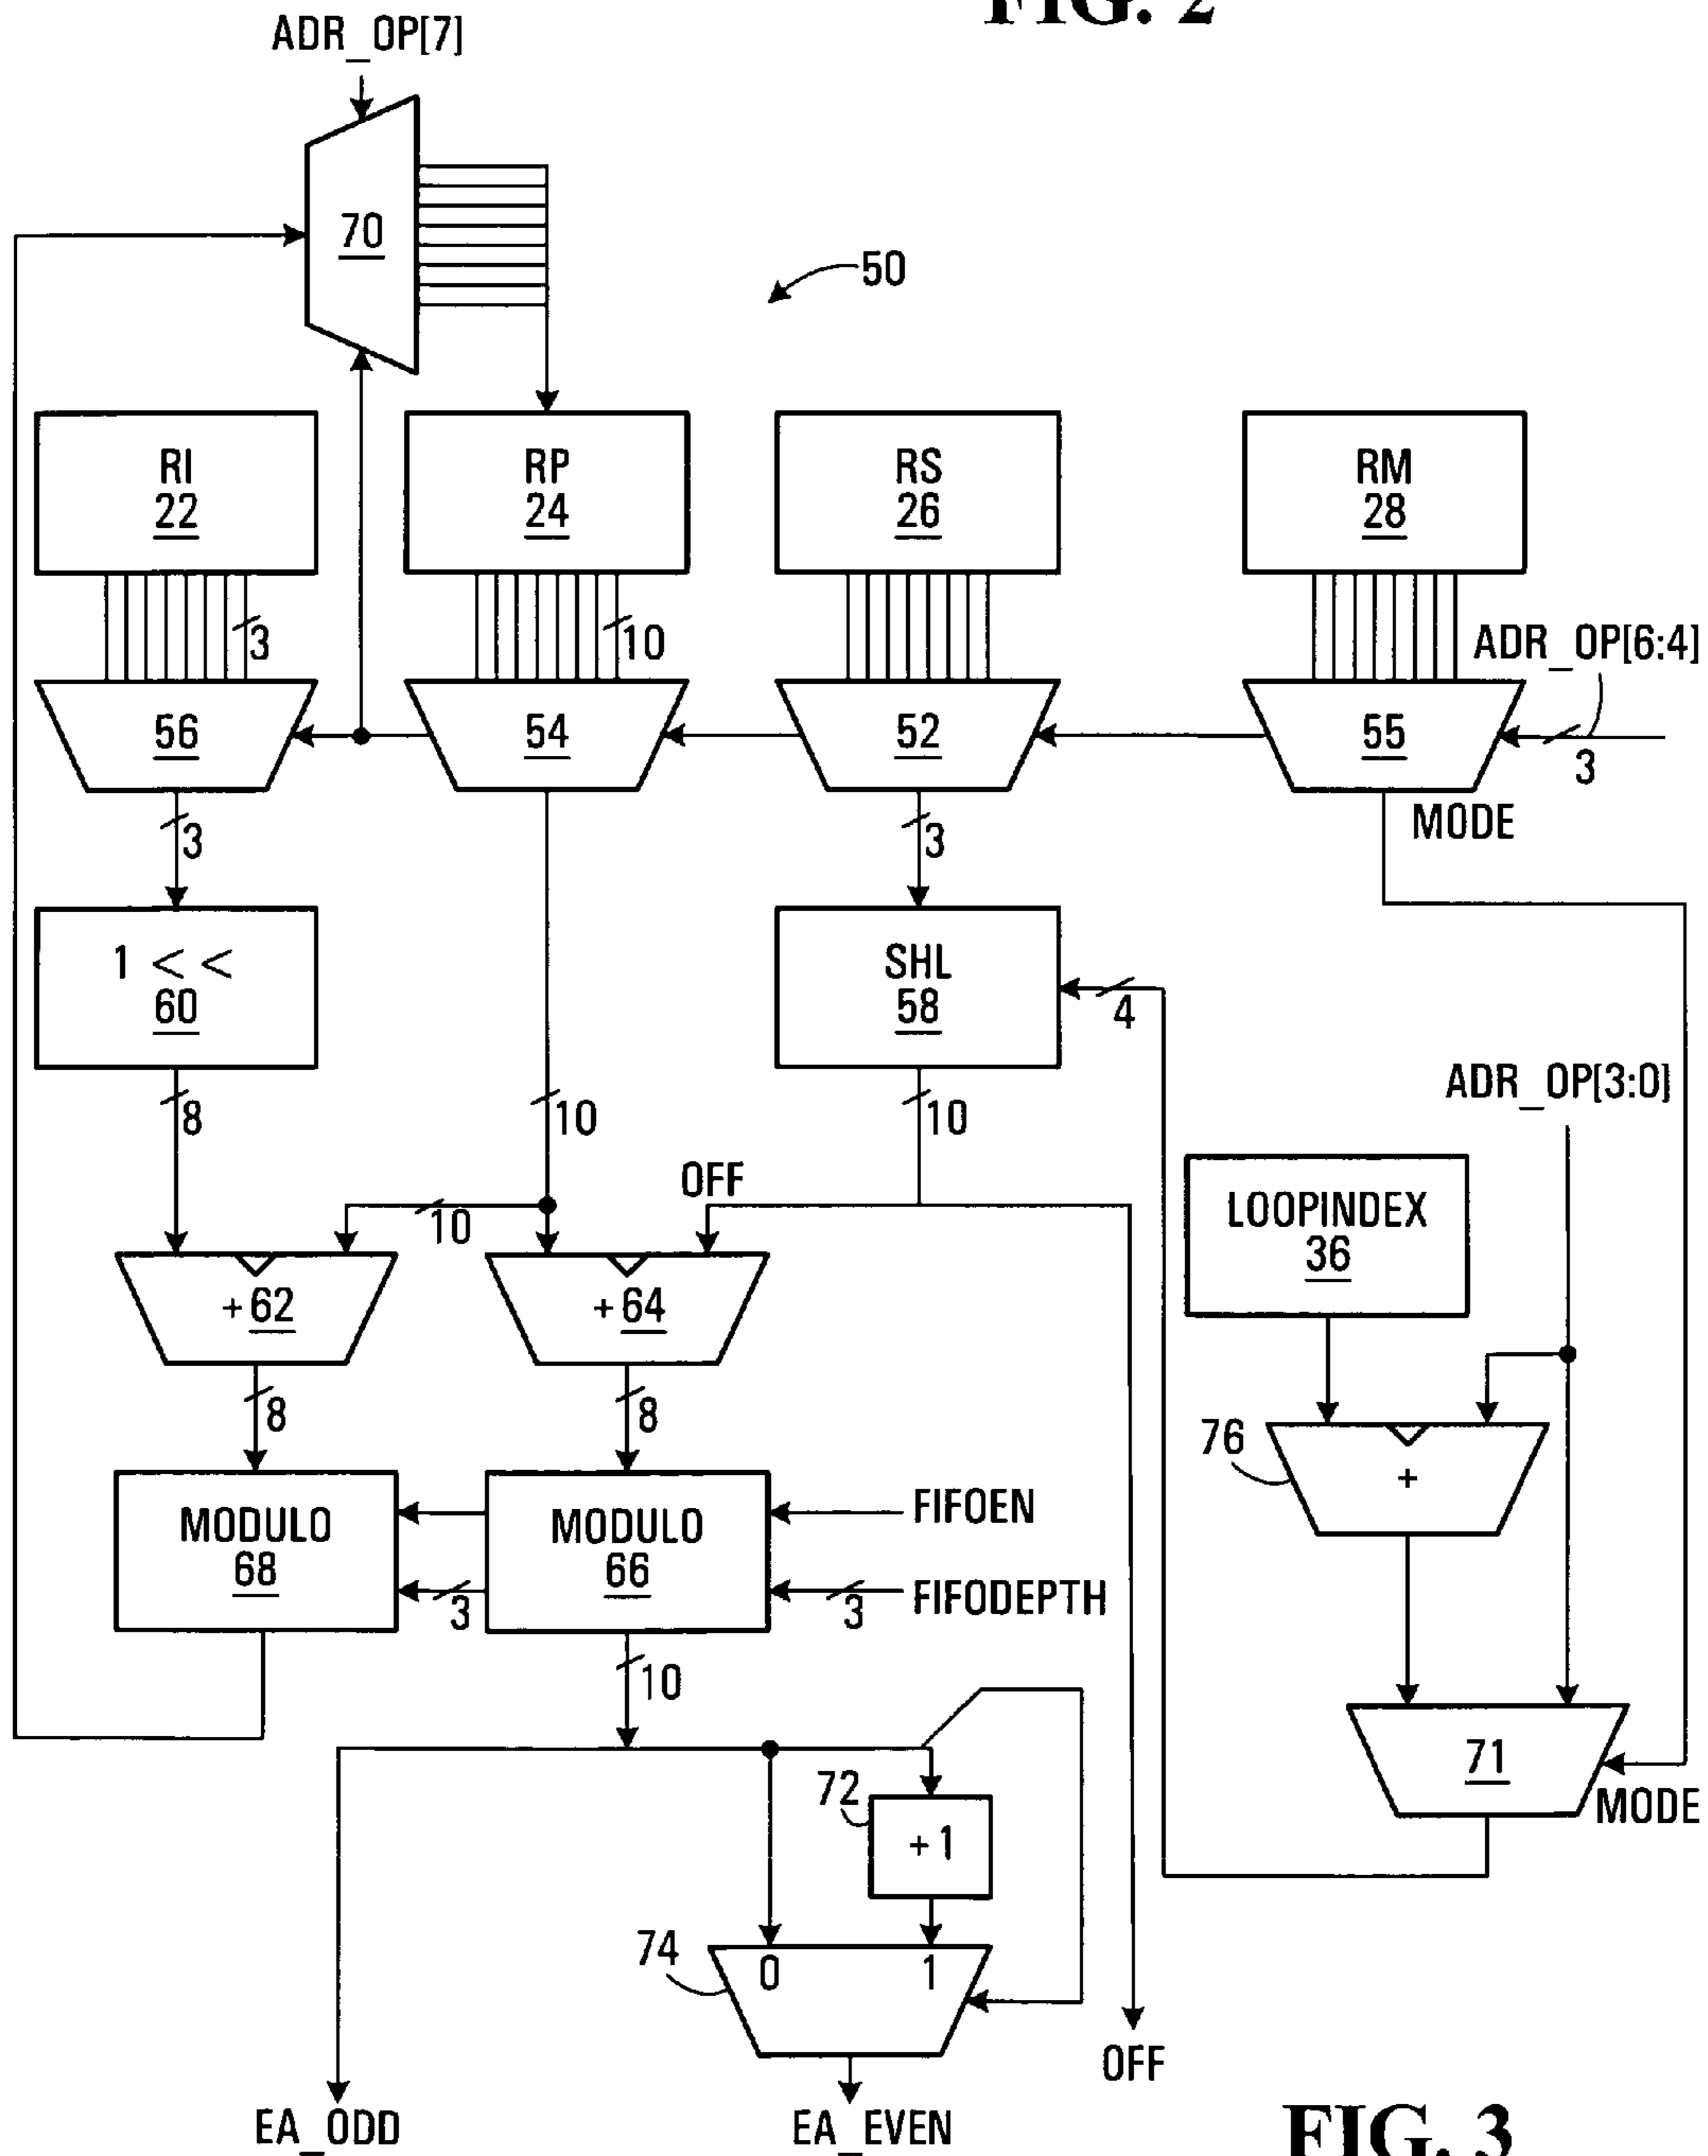 FIG. 2
ADR_OP[7]
70
50
RI
22
RP
24
RS
26
RM
28
3
10
ADR_OP[6:4]
56
54
52
55
3
3
3
MODE
1 < <
60
SHL
58
4
8
10
10
ADR_OP[3:0]
10
OFF
LOOPINDEX
36
+ 62
+ 64
8
8
76
+
MODULO
68
MODULO
66
FIFOEN
3
3
FIFODEPTH
10
71
MODE
72
+ 1
74
0
1
OFF
EA_ODD
EA_EVEN
FIG. 3